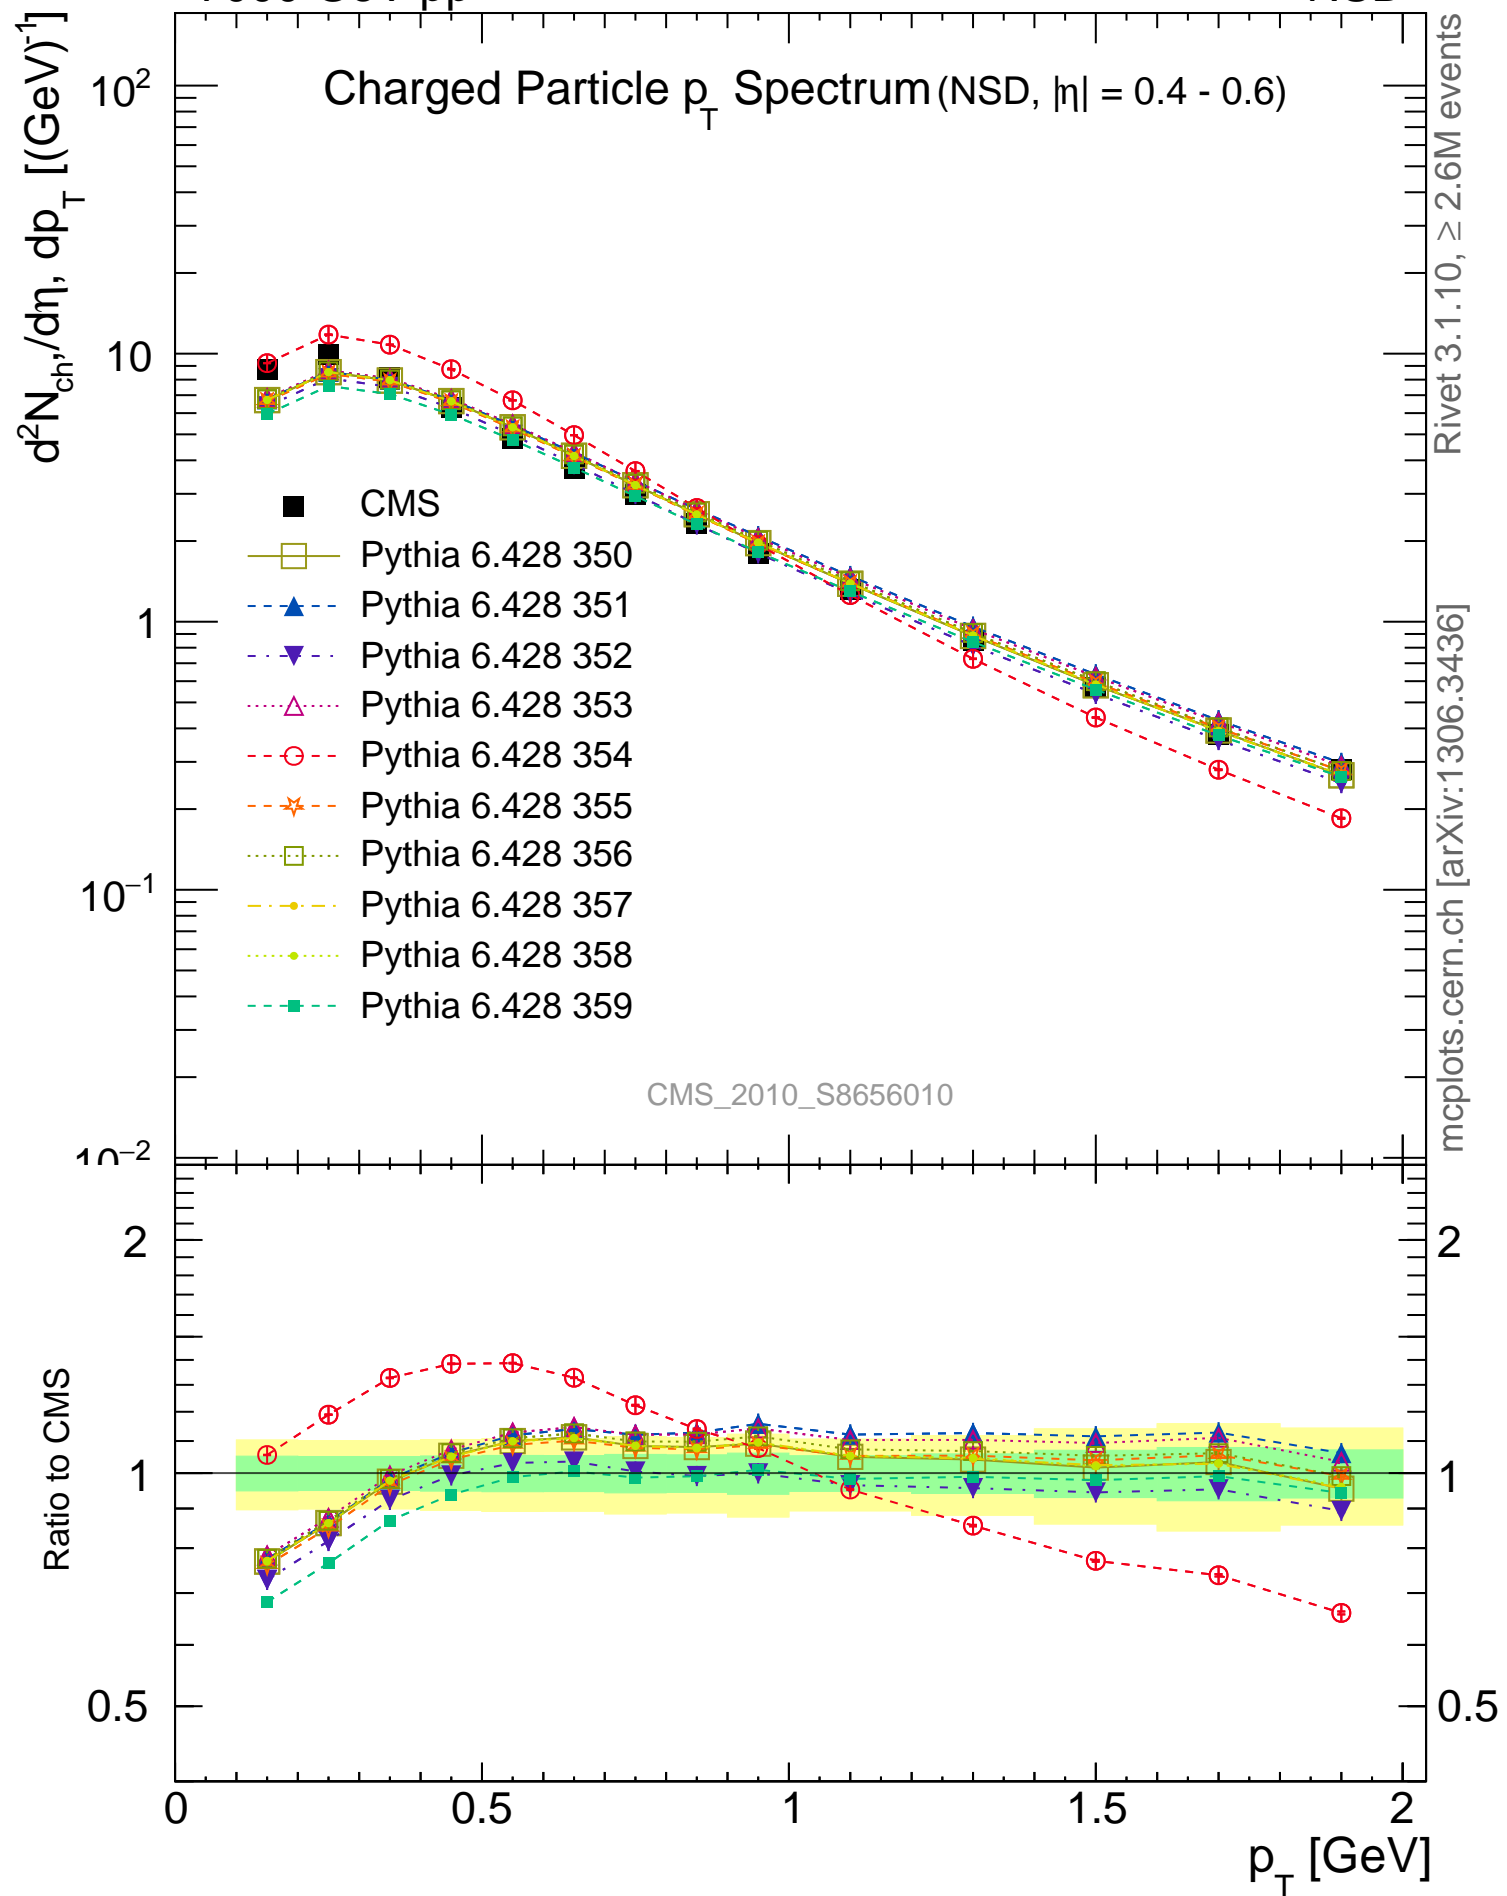 7000 GeV pp
NSD
Charged Particle p_T Spectrum (NSD, |η| = 0.4 - 0.6)
d²N_ch,/dη, dp_T [(GeV)⁻¹]
10²
10
1
10⁻¹
10⁻²
CMS
Pythia 6.428 350
Pythia 6.428 351
Pythia 6.428 352
Pythia 6.428 353
Pythia 6.428 354
Pythia 6.428 355
Pythia 6.428 356
Pythia 6.428 357
Pythia 6.428 358
Pythia 6.428 359
CMS_2010_S8656010
Rivet 3.1.10, ≥ 2.6M events
mcplots.cern.ch [arXiv:1306.3436]
Ratio to CMS
2
1
0.5
2
1
0.5
0
0.5
1
1.5
2
p_T [GeV]